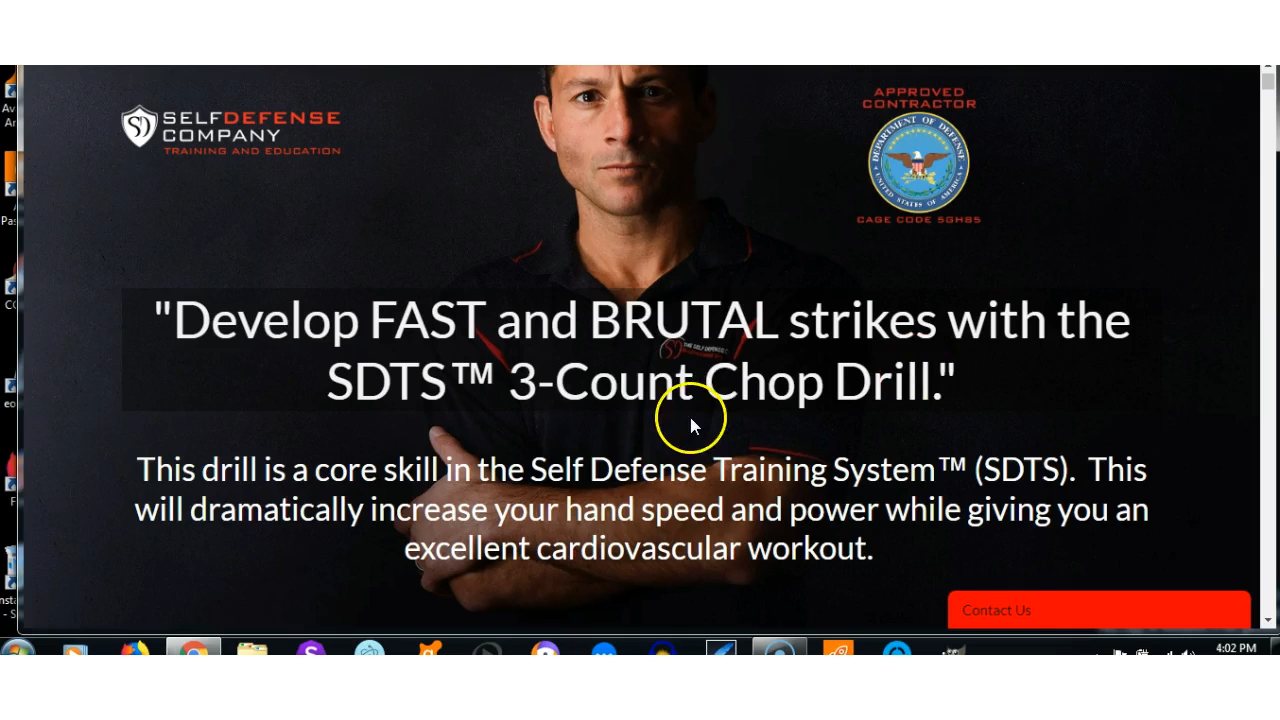 SELFDEFENSE
COMPANY
TRAINING AND EDUCATION
APPROVED
CONTRACTOR
DEPARTMENT OF DEFENSE
UNITED STATES OF AMERICA
CAGE CODE 5GH85
"Develop FAST and BRUTAL strikes with the
SDTS™ 3-Count Chop Drill."
This drill is a core skill in the Self Defense Training System™ (SDTS).  This
will dramatically increase your hand speed and power while giving you an
excellent cardiovascular workout.
Contact Us
4:02 PM